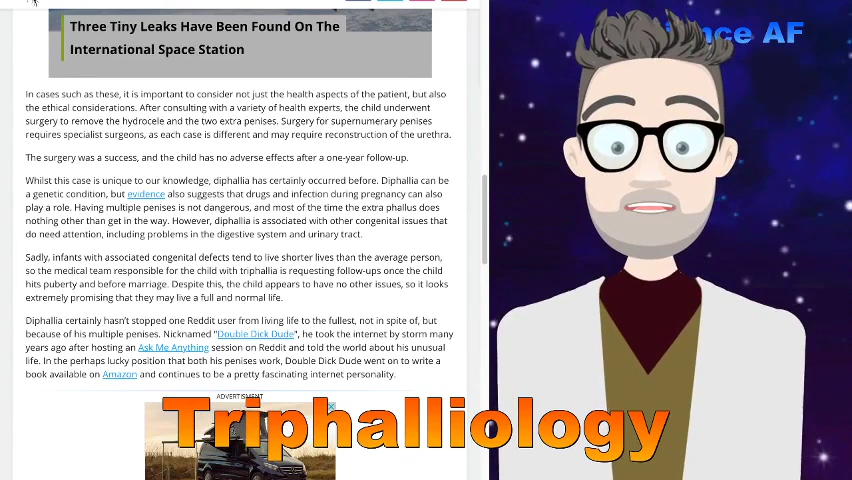 Three Tiny Leaks Have Been Found On The
International Space Station
In cases such as these, it is important to consider not just the health aspects of the patient, but also
the ethical considerations. After consulting with a variety of health experts, the child underwent
surgery to remove the hydrocele and the two extra penises. Surgery for supernumerary penises
requires specialist surgeons, as each case is different and may require reconstruction of the urethra.
The surgery was a success, and the child has no adverse effects after a one-year follow-up.
Whilst this case is unique to our knowledge, diphallia has certainly occurred before. Diphallia can be
a genetic condition, but evidence also suggests that drugs and infection during pregnancy can also
play a role. Having multiple penises is not dangerous, and most of the time the extra phallus does
nothing other than get in the way. However, diphallia is associated with other congenital issues that
do need attention, including problems in the digestive system and urinary tract.
Sadly, infants with associated congenital defects tend to live shorter lives than the average person,
so the medical team responsible for the child with triphallia is requesting follow-ups once the child
hits puberty and before marriage. Despite this, the child appears to have no other issues, so it looks
extremely promising that they may live a full and normal life.
Diphallia certainly hasn't stopped one Reddit user from living life to the fullest, not in spite of, but
because of his multiple penises. Nicknamed "Double Dick Dude", he took the internet by storm many
years ago after hosting an Ask Me Anything session on Reddit and told the world about his unusual
life. In the perhaps lucky position that both his penises work, Double Dick Dude went on to write a
book available on Amazon and continues to be a pretty fascinating internet personality.
ADVERTISMENT
Triphalliology
AF